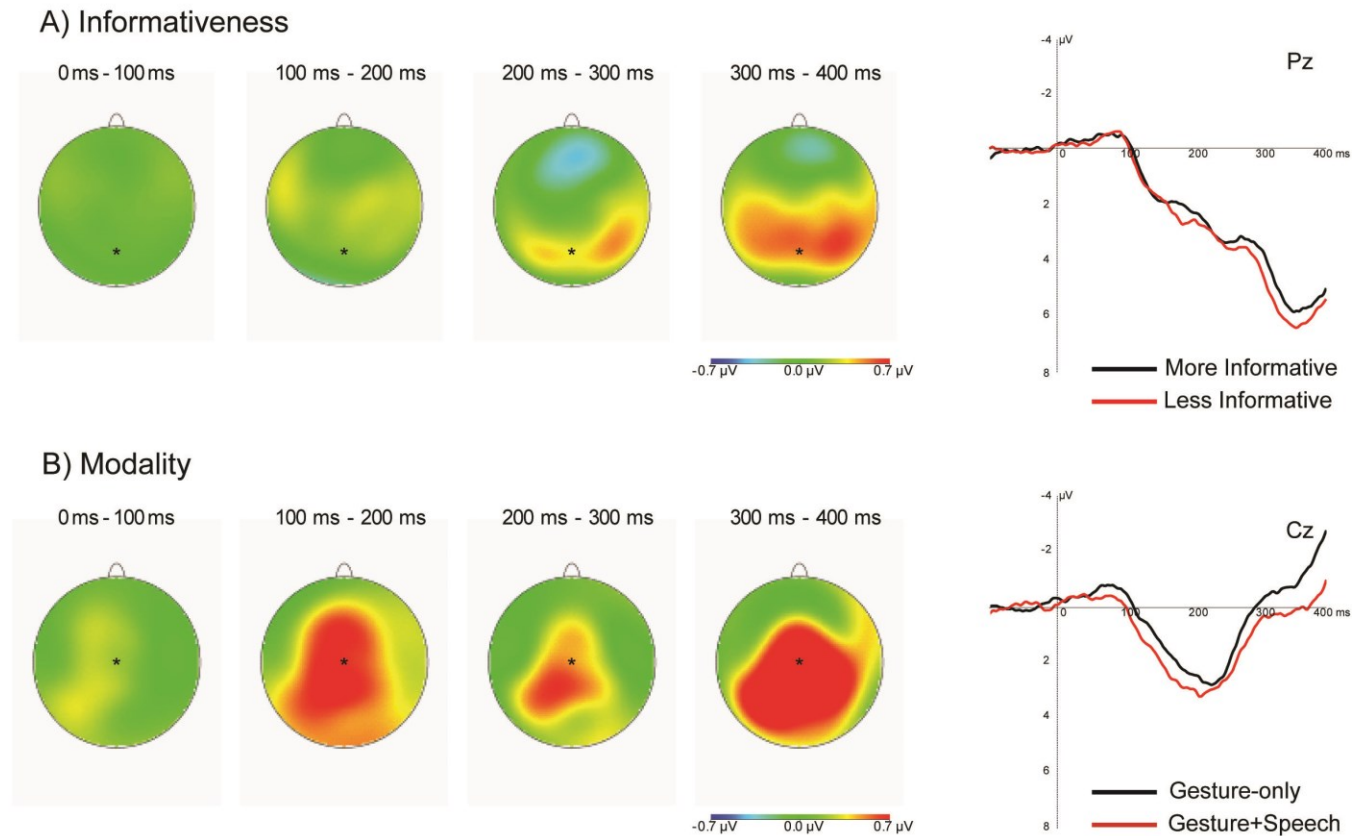 A) Informativeness
0 ms - 100 ms
100 ms - 200 ms
200 ms - 300 ms
300 ms - 400 ms
*
*
*
*
-0.7 µV 0.0 µV 0.7 µV
-4 µV
Pz
-2
0 100 200 300 400 ms
2
4
6
8
More Informative
Less Informative
B) Modality
0 ms - 100 ms
100 ms - 200 ms
200 ms - 300 ms
300 ms - 400 ms
*
*
*
*
-0.7 µV 0.0 µV 0.7 µV
-4 µV
Cz
-2
0 100 200 300 400 ms
2
4
6
8
Gesture-only
Gesture+Speech